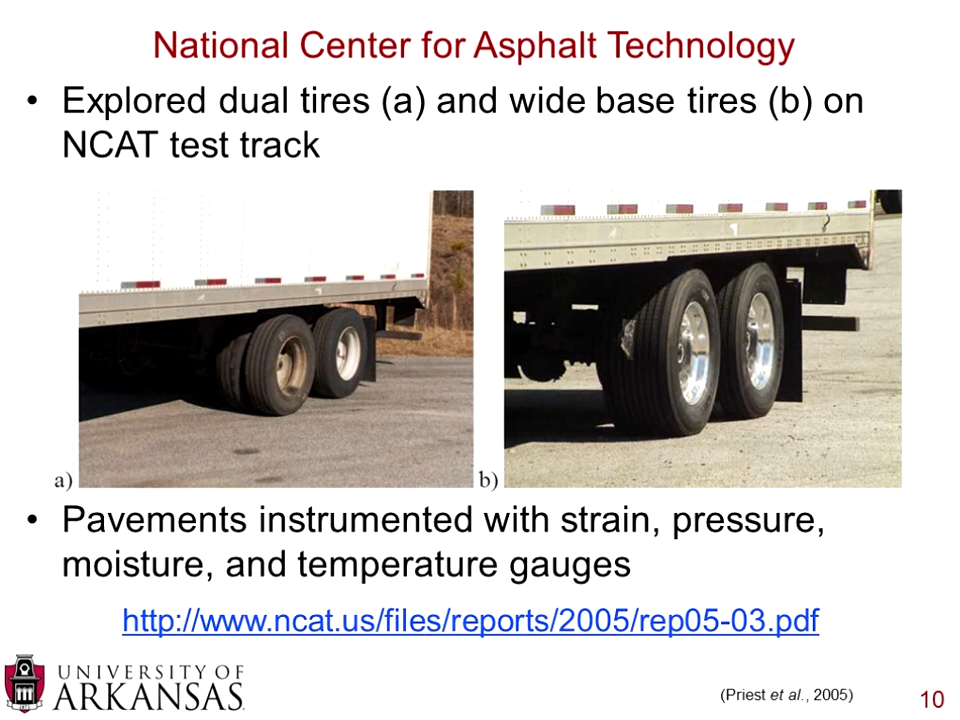 National Center for Asphalt Technology
• Explored dual tires (a) and wide base tires (b) on
NCAT test track
a)
b)
• Pavements instrumented with strain, pressure,
moisture, and temperature gauges
http://www.ncat.us/files/reports/2005/rep05-03.pdf
UNIVERSITY OF
ARKANSAS
(Priest et al., 2005)
10